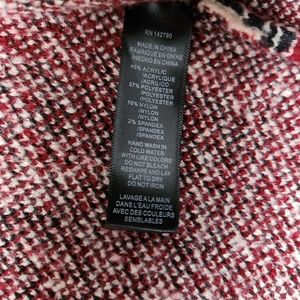 RN 142790
MADE IN CHINA
/FABRIQUÉ EN CHINE
/HECHO EN CHINA
45% ACRYLIC
/ACRYLIQUE
/ACRÍLICO
37% POLYESTER
/POLYESTER
/POLIÉSTER
16% NYLON
/NYLON
/NYLON
2% SPANDEX
/SPANDEX
/SPANDEX
HAND WASH IN
COLD WATER
WITH LIKE COLORS
DO NOT BLEACH
RESHAPE AND LAY
FLAT TO DRY
DO NOT IRON
LAVAGE A LA MAIN
DANS L'EAU FROIDE
AVEC DES COULEURS
SEMBLABLES